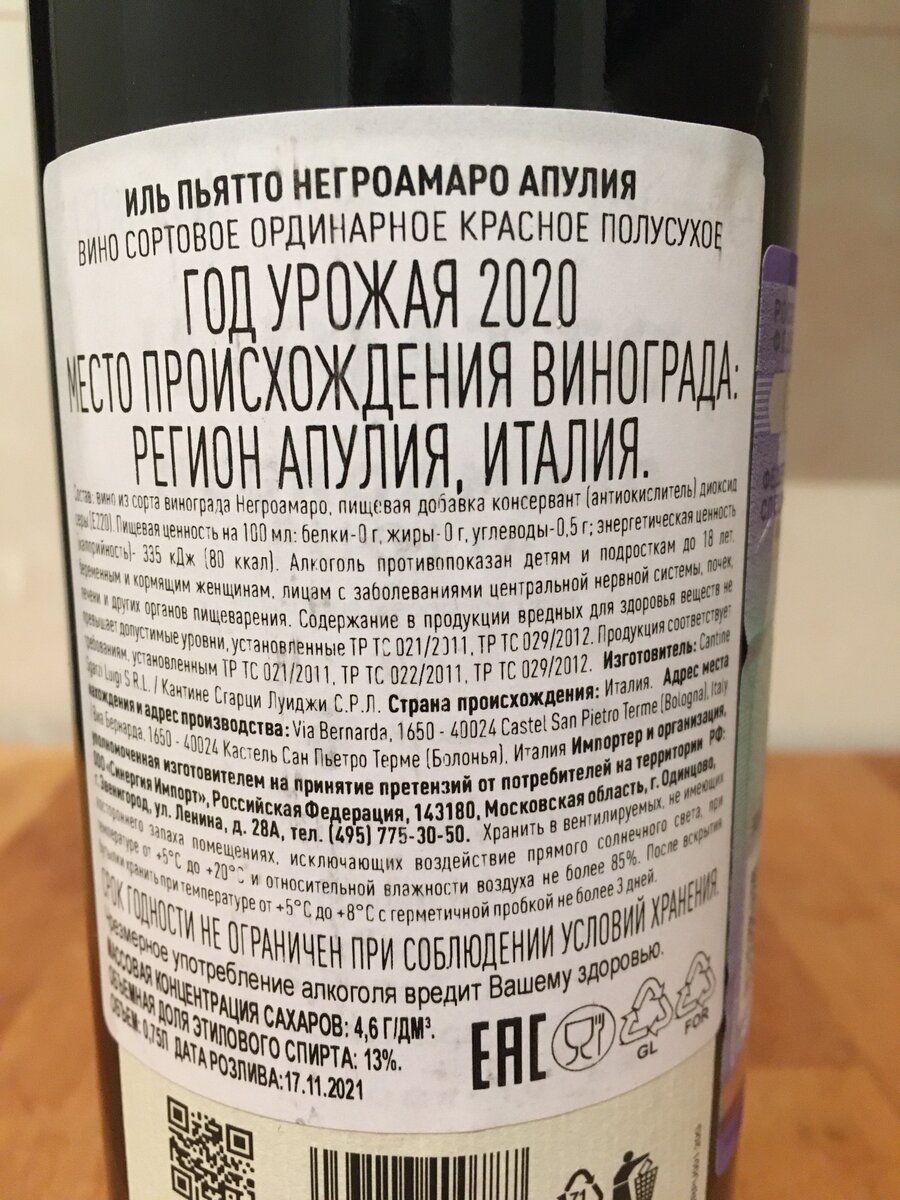 ИЛЬ ПЬЯТТО НЕГРОАМАРО АПУЛИЯ
ВИНО СОРТОВОЕ ОРДИНАРНОЕ КРАСНОЕ ПОЛУСУХОЕ
ГОД УРОЖАЯ 2020
МЕСТО ПРОИСХОЖДЕНИЯ ВИНОГРАДА:
РЕГИОН АПУЛИЯ, ИТАЛИЯ.
Состав: вино из сорта винограда Негроамаро, пищевая добавка консервант (антиокислитель) диоксид
серы (Е220). Пищевая ценность на 100 мл: белки-0 г, жиры-0 г, углеводы-0,5 г; энергетическая ценность
(калорийность)- 335 кДж (80 ккал). Алкоголь противопоказан детям и подросткам до 18 лет,
беременным и кормящим женщинам, лицам с заболеваниями центральной нервной системы, почек,
печени и других органов пищеварения. Содержание в продукции вредных для здоровья веществ не
превышает допустимые уровни, установленные ТР ТС 021/2011, ТР ТС 029/2012. Продукция соответствует
требованиям, установленным ТР ТС 021/2011, ТР ТС 022/2011, ТР ТС 029/2012. Изготовитель: Cantine
Sgarzi Luigi S.R.L. / Кантине Сгарци Луиджи С.Р.Л. Страна происхождения: Италия. Адрес места
нахождения и адрес производства: Via Bernarda, 1650 - 40024 Castel San Pietro Terme (Bologna), Italy
/Виа Бернарда, 1650 - 40024 Кастель Сан Пьетро Терме (Болонья), Италия Импортер и организация,
уполномоченная изготовителем на принятие претензий от потребителей на территории РФ:
ООО «Синергия Импорт», Российская Федерация, 143180, Московская область, г. Одинцово,
г. Звенигород, ул. Ленина, д. 28А, тел. (495) 775-30-50. Хранить в вентилируемых, не имеющих
постороннего запаха помещениях, исключающих воздействие прямого солнечного света, при
температуре от +5°С до +20°С и относительной влажности воздуха не более 85%. После вскрытия
бутылки хранить при температуре от +5°С до +8°С с герметичной пробкой не более 3 дней.
СРОК ГОДНОСТИ НЕ ОГРАНИЧЕН ПРИ СОБЛЮДЕНИИ УСЛОВИЙ ХРАНЕНИЯ.
Чрезмерное употребление алкоголя вредит Вашему здоровью.
МАССОВАЯ КОНЦЕНТРАЦИЯ САХАРОВ: 4,6 Г/ДМ³.
ОБЪЕМНАЯ ДОЛЯ ЭТИЛОВОГО СПИРТА: 13%.
ОБЪЕМ: 0,75Л ДАТА РОЗЛИВА:17.11.2021
EAC
GL
FOR
71